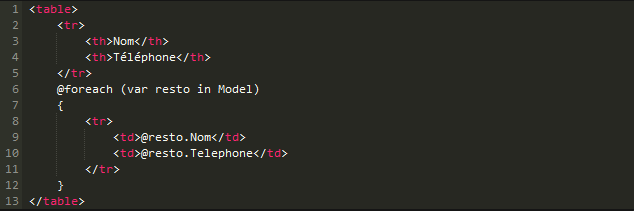 1 <table>
2 <tr>
3 <th>Nom</th>
4 <th>Téléphone</th>
5 </tr>
6 @foreach (var resto in Model)
7 {
8 <tr>
9 <td>@resto.Nom</td>
10 <td>@resto.Telephone</td>
11 </tr>
12 }
13 </table>